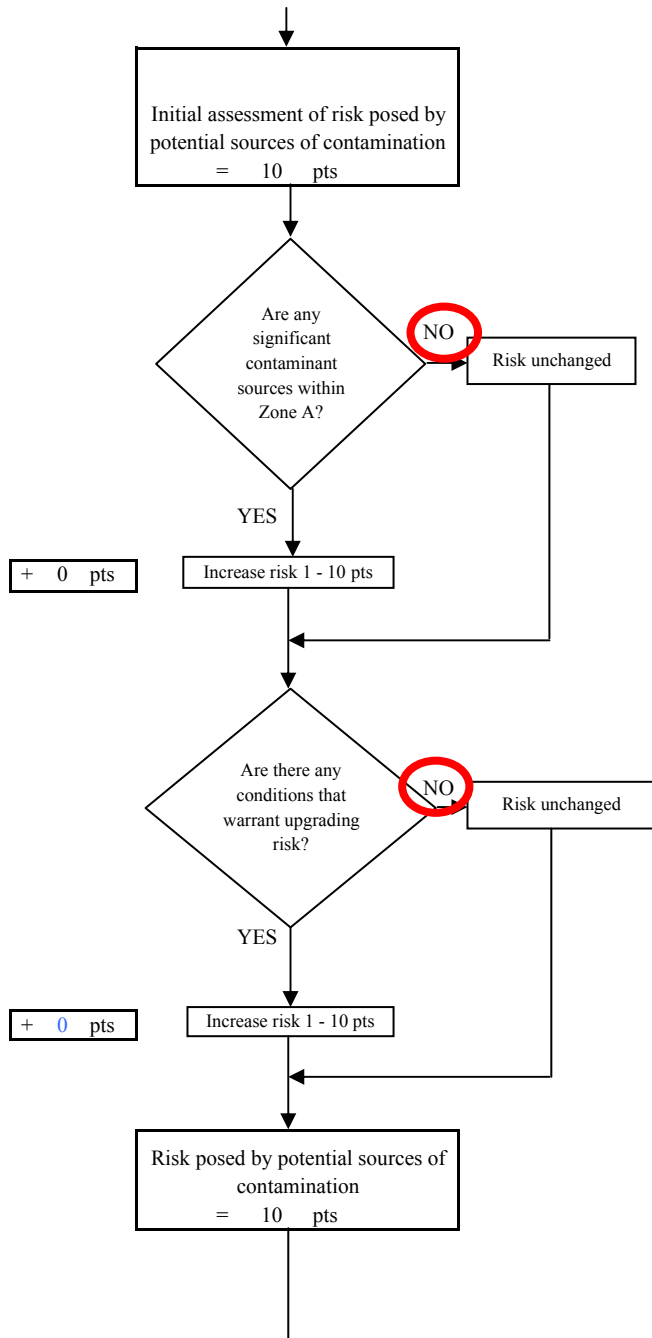 Initial assessment of risk posed by
potential sources of contamination
= 10 pts
Are any
significant
contaminant
sources within
Zone A?
NO
Risk unchanged
YES
+ 0 pts
Increase risk 1 - 10 pts
Are there any
conditions that
warrant upgrading
risk?
NO
Risk unchanged
YES
+ 0 pts
Increase risk 1 - 10 pts
Risk posed by potential sources of
contamination
= 10 pts